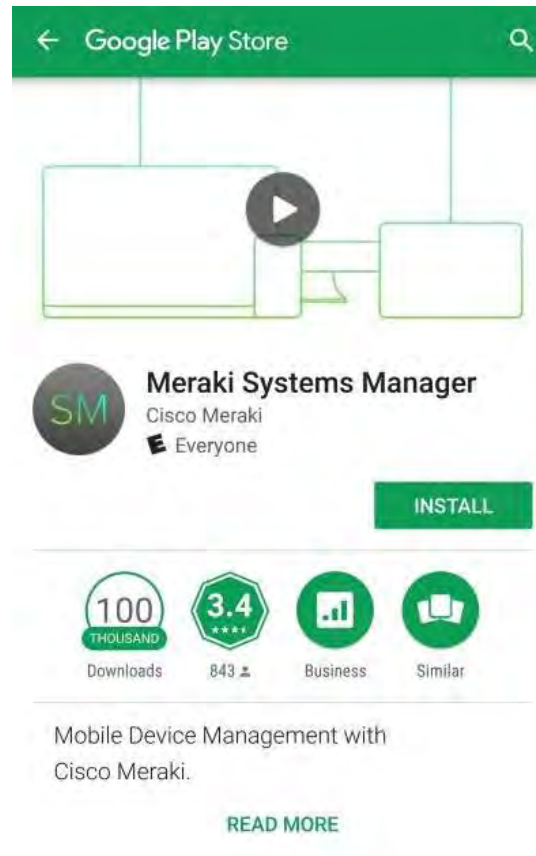 Google Play Store
SM
Meraki Systems Manager
Cisco Meraki
E Everyone
INSTALL
100
THOUSAND
3.4
Downloads
843
Business
Similar
Mobile Device Management with
Cisco Meraki.
READ MORE